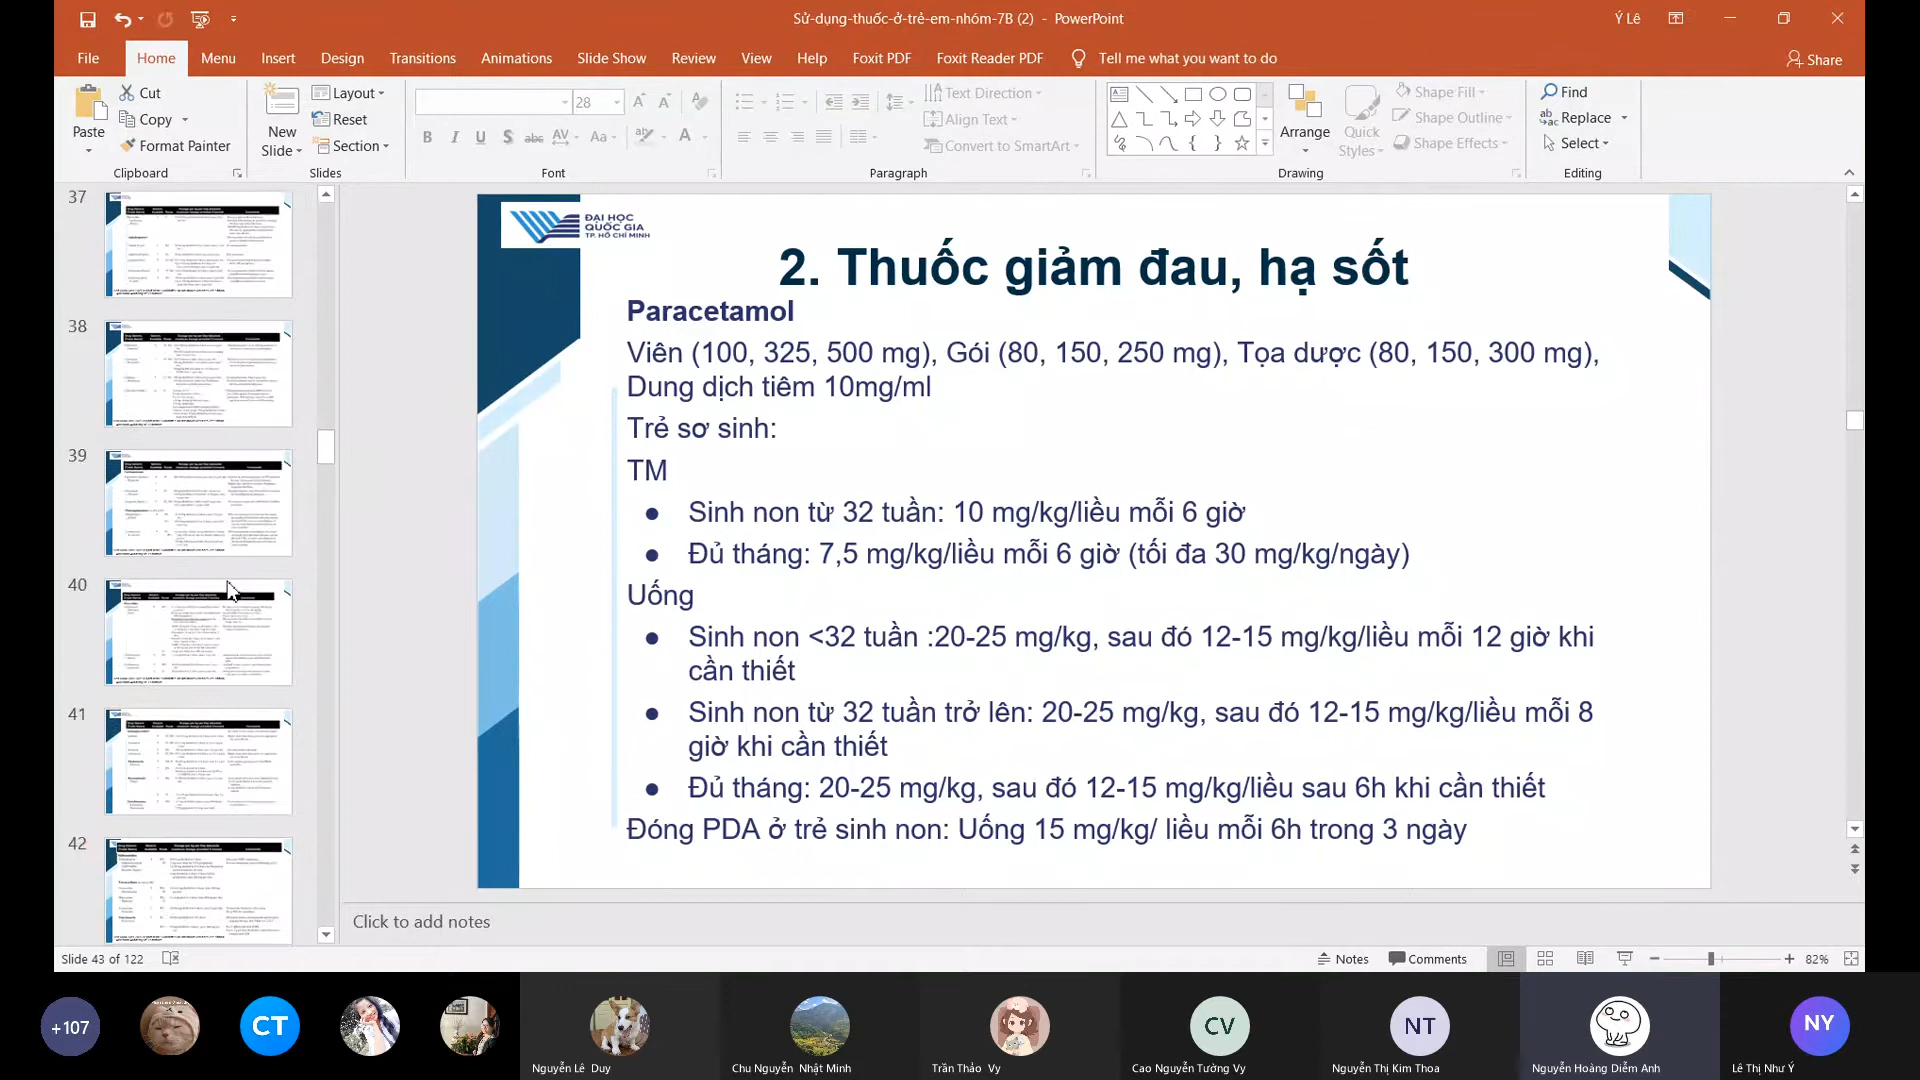 Sử-dụng-thuốc-ở-trẻ-em-nhóm-7B (2) - PowerPoint
Ý Lê
File Home Menu Insert Design Transitions Animations Slide Show Review View Help Foxit PDF Foxit Reader PDF Tell me what you want to do
Share
Paste
Cut
Copy
Format Painter
Clipboard
New Slide
Layout
Reset
Section
Slides
28
Font
Text Direction
Align Text
Convert to SmartArt
Paragraph
Arrange
Quick Styles
Shape Fill
Shape Outline
Shape Effects
Drawing
Find
Replace
Select
Editing
37
38
39
40
41
42
ĐẠI HỌC
QUỐC GIA
TP. HỒ CHÍ MINH
2. Thuốc giảm đau, hạ sốt
Paracetamol
Viên (100, 325, 500 mg), Gói (80, 150, 250 mg), Tọa dược (80, 150, 300 mg),
Dung dịch tiêm 10mg/ml
Trẻ sơ sinh:
TM
● Sinh non từ 32 tuần: 10 mg/kg/liều mỗi 6 giờ
● Đủ tháng: 7,5 mg/kg/liều mỗi 6 giờ (tối đa 30 mg/kg/ngày)
Uống
● Sinh non <32 tuần :20-25 mg/kg, sau đó 12-15 mg/kg/liều mỗi 12 giờ khi
cần thiết
● Sinh non từ 32 tuần trở lên: 20-25 mg/kg, sau đó 12-15 mg/kg/liều mỗi 8
giờ khi cần thiết
● Đủ tháng: 20-25 mg/kg, sau đó 12-15 mg/kg/liều sau 6h khi cần thiết
Đóng PDA ở trẻ sinh non: Uống 15 mg/kg/ liều mỗi 6h trong 3 ngày
Click to add notes
Slide 43 of 122
Notes
Comments
82%
+107
CT
CV
NT
NY
Nguyễn Lê Duy
Chu Nguyễn Nhật Minh
Trần Thảo Vy
Cao Nguyễn Tường Vy
Nguyễn Thị Kim Thoa
Nguyễn Hoàng Diễm Anh
Lê Thị Như Ý